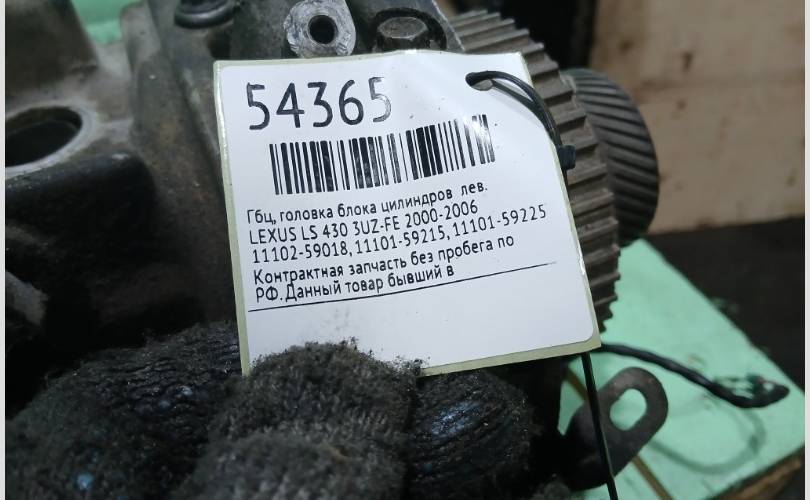 54365
Гбц, головка блока цилиндров лев.
LEXUS LS 430 3UZ-FE 2000-2006
11102-59018, 11101-59215, 11101-59225
Контрактная запчасть без пробега по
РФ. Данный товар бывший в